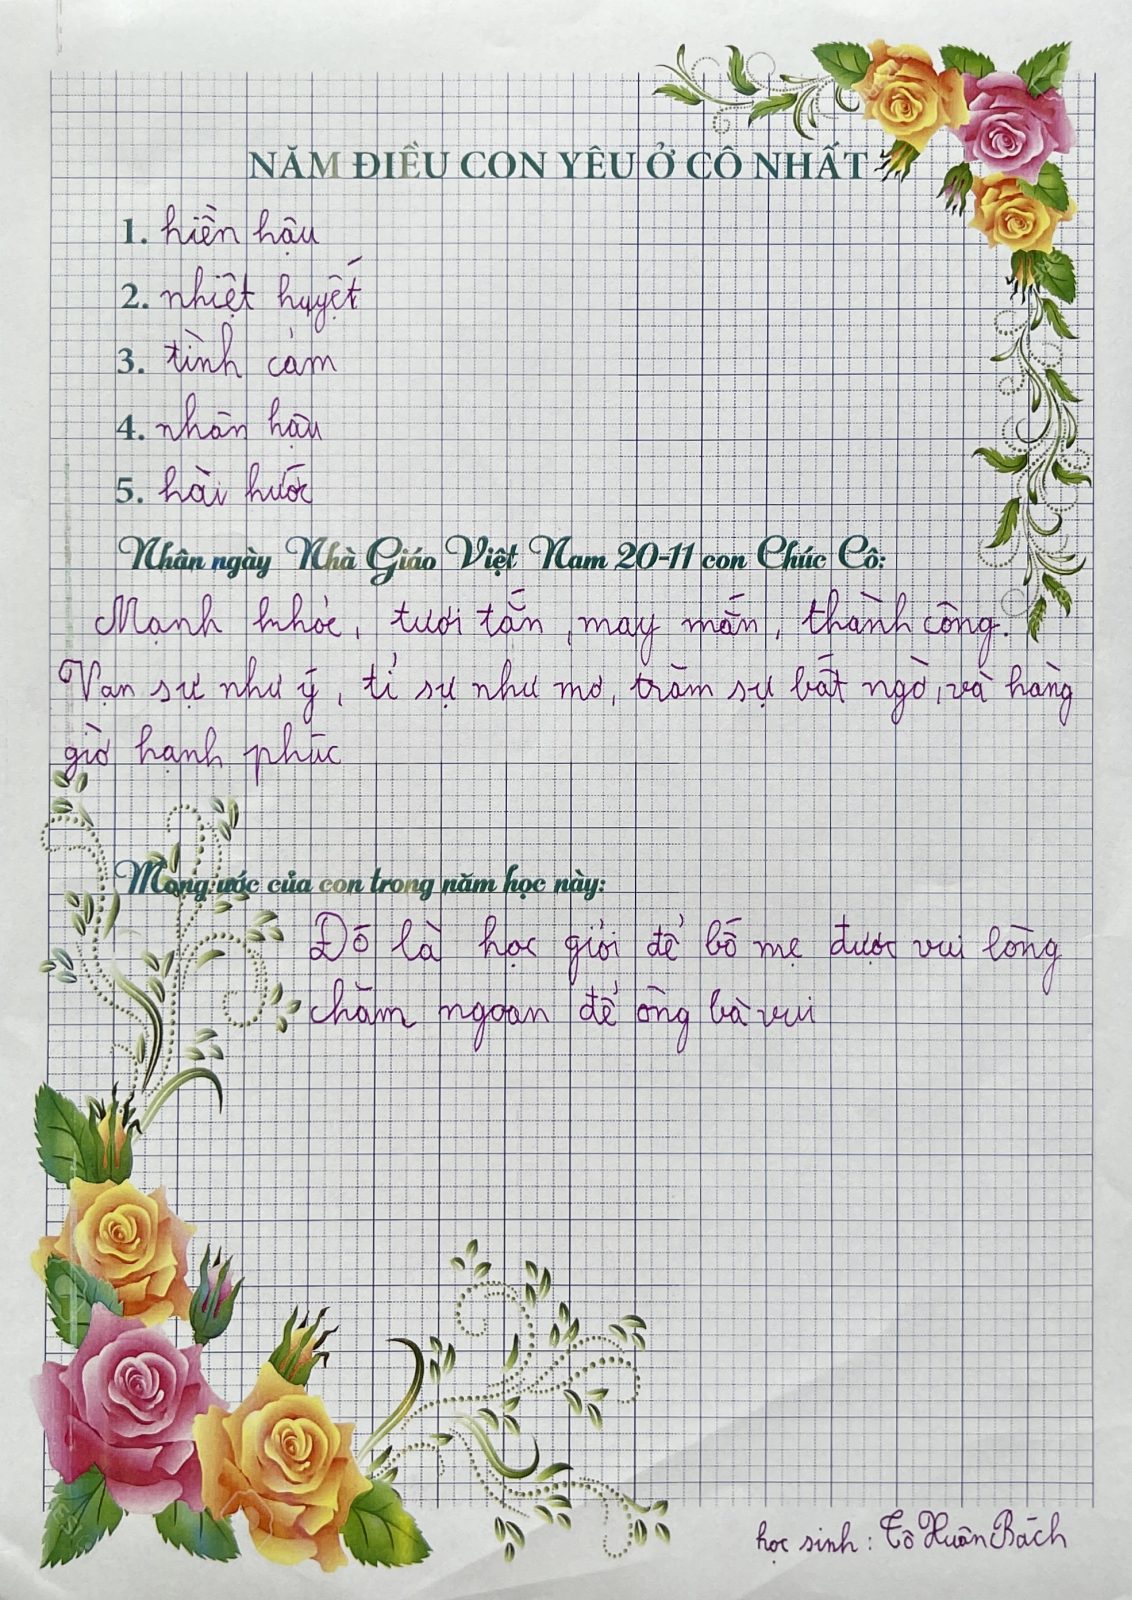 NĂM ĐIỀU CON YÊU Ở CÔ NHẤT
1. hiền hậu
2. nhiệt huyết
3. tình cảm
4. nhân hậu
5. hài hước
Nhân ngày Nhà Giáo Việt Nam 20-11 con Chúc Cô:
Mạnh khỏe, tươi tắn, may mắn, thành công.
Vạn sự như ý, tỉ sự như mơ, trăm sự bất ngờ, và hàng
giờ hạnh phúc
Mong ước của con trong năm học này:
Đó là học giỏi để bố mẹ được vui lòng
chăm ngoan để ông bà vui
học sinh: Tô Xuân Bách